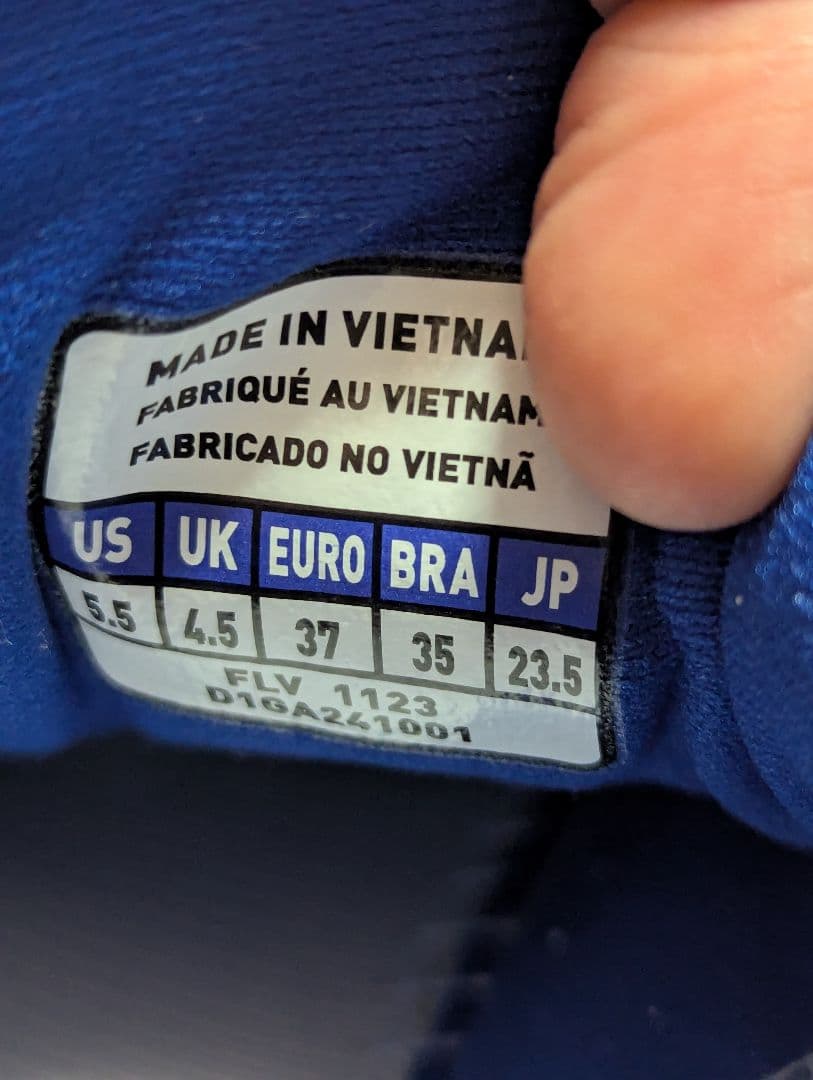 MADE IN VIETNA
FABRIQUÉ AU VIETNAM
FABRICADO NO VIETNÃ
US UK EURO BRA JP
5.5 4.5 37 35 23.5
FLV 1123
D1GA241001